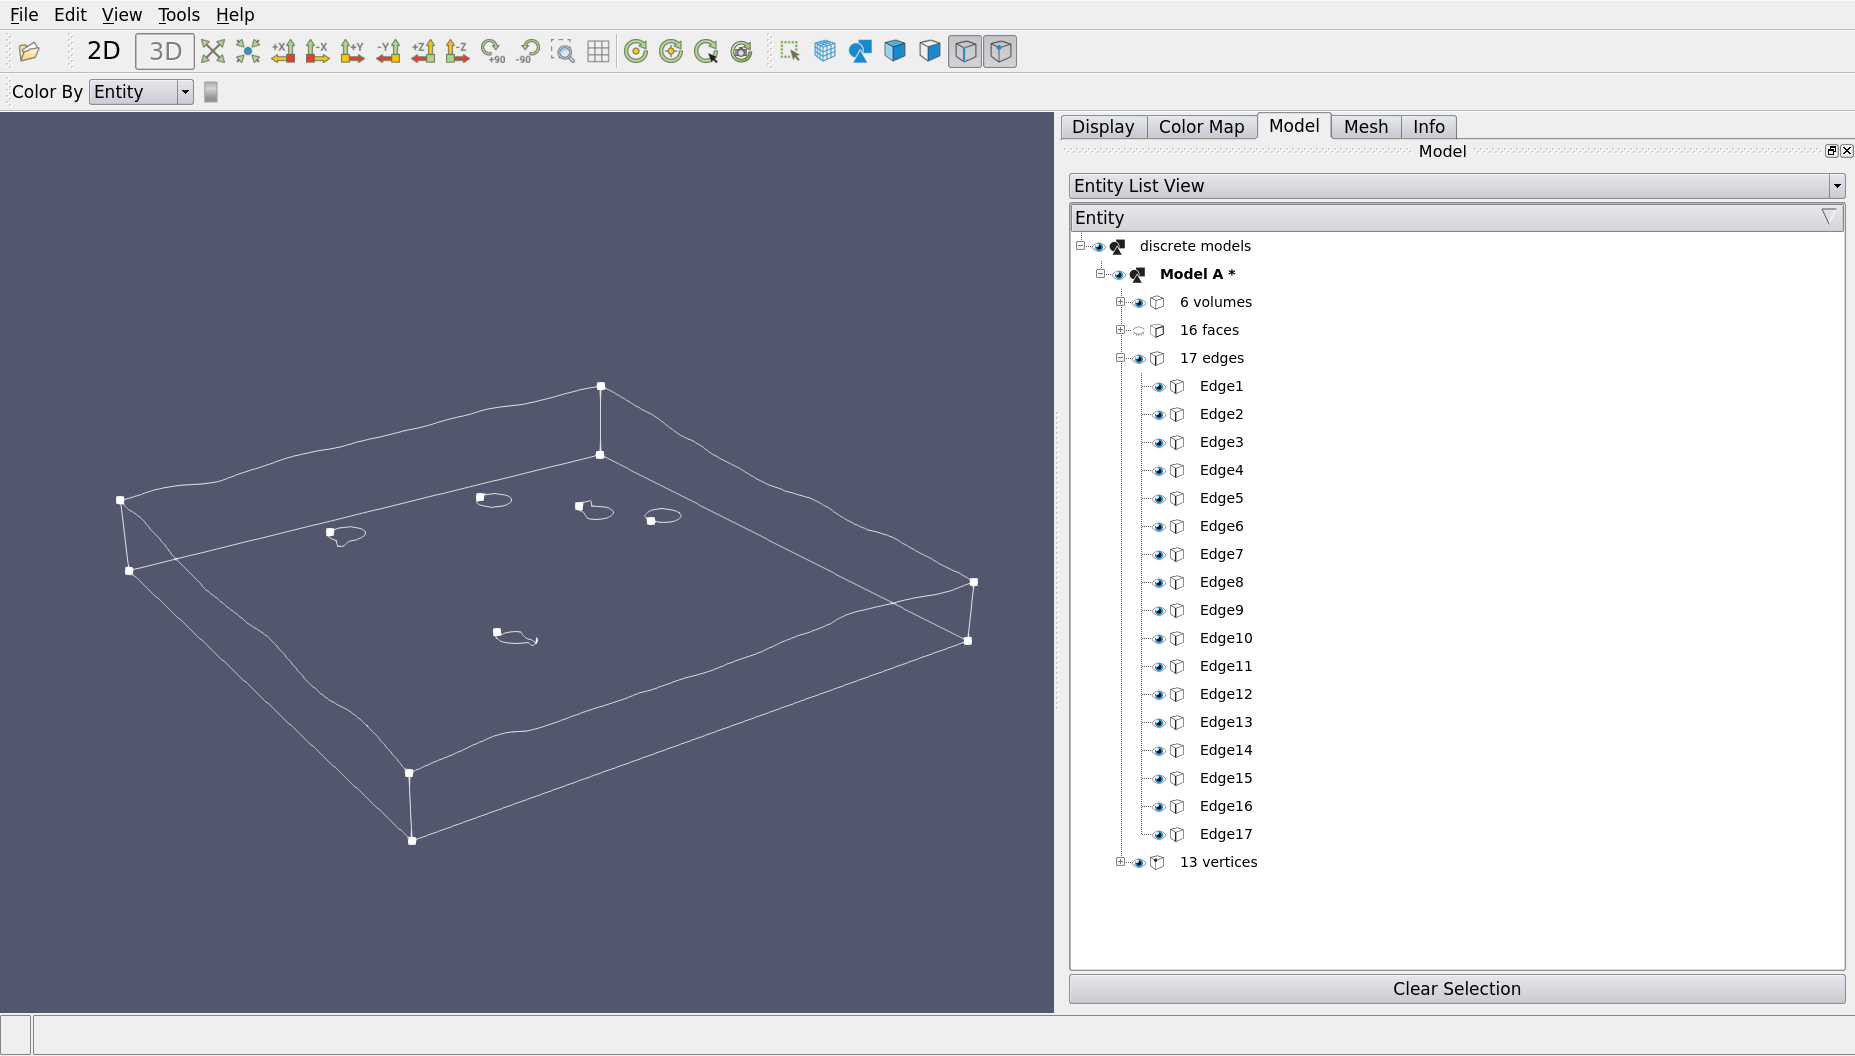 File Edit View Tools Help
2D 3D +X -X +Y -Y +Z -Z +90 -90
Color By Entity
Display Color Map Model Mesh Info
Model
Entity List View
Entity
discrete models
Model A *
6 volumes
16 faces
17 edges
Edge1
Edge2
Edge3
Edge4
Edge5
Edge6
Edge7
Edge8
Edge9
Edge10
Edge11
Edge12
Edge13
Edge14
Edge15
Edge16
Edge17
13 vertices
Clear Selection